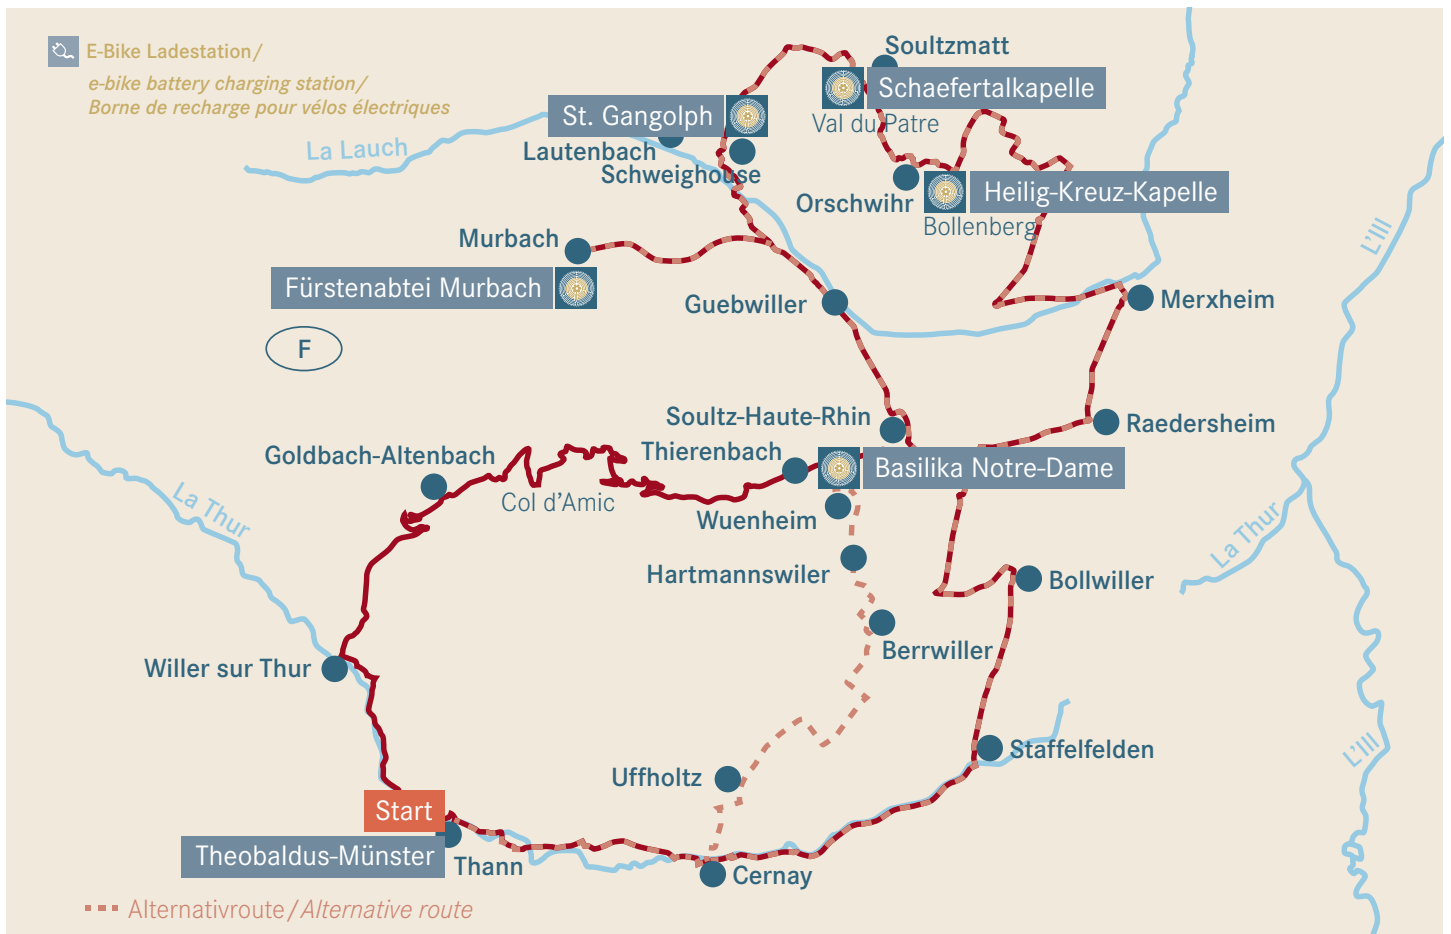 E-Bike Ladestation/
e-bike battery charging station/
Borne de recharge pour vélos électriques
Soultzmatt
Schaefertalkapelle
Val du Patre
St. Gangolph
La Lauch
Lautenbach
Schweighouse
Orschwihr
Heilig-Kreuz-Kapelle
Bollenberg
L'Ill
Murbach
Fürstenabtei Murbach
Guebwiller
Merxheim
F
Soultz-Haute-Rhin
Raedersheim
Thierenbach
Goldbach-Altenbach
Basilika Notre-Dame
Col d'Amic
La Thur
Wuenheim
La Thur
Hartmannswiler
Bollwiller
Berrwiller
Willer sur Thur
Staffelfelden
L'Ill
Uffholtz
Start
Theobaldus-Münster
Thann
Cernay
Alternativroute/Alternative route